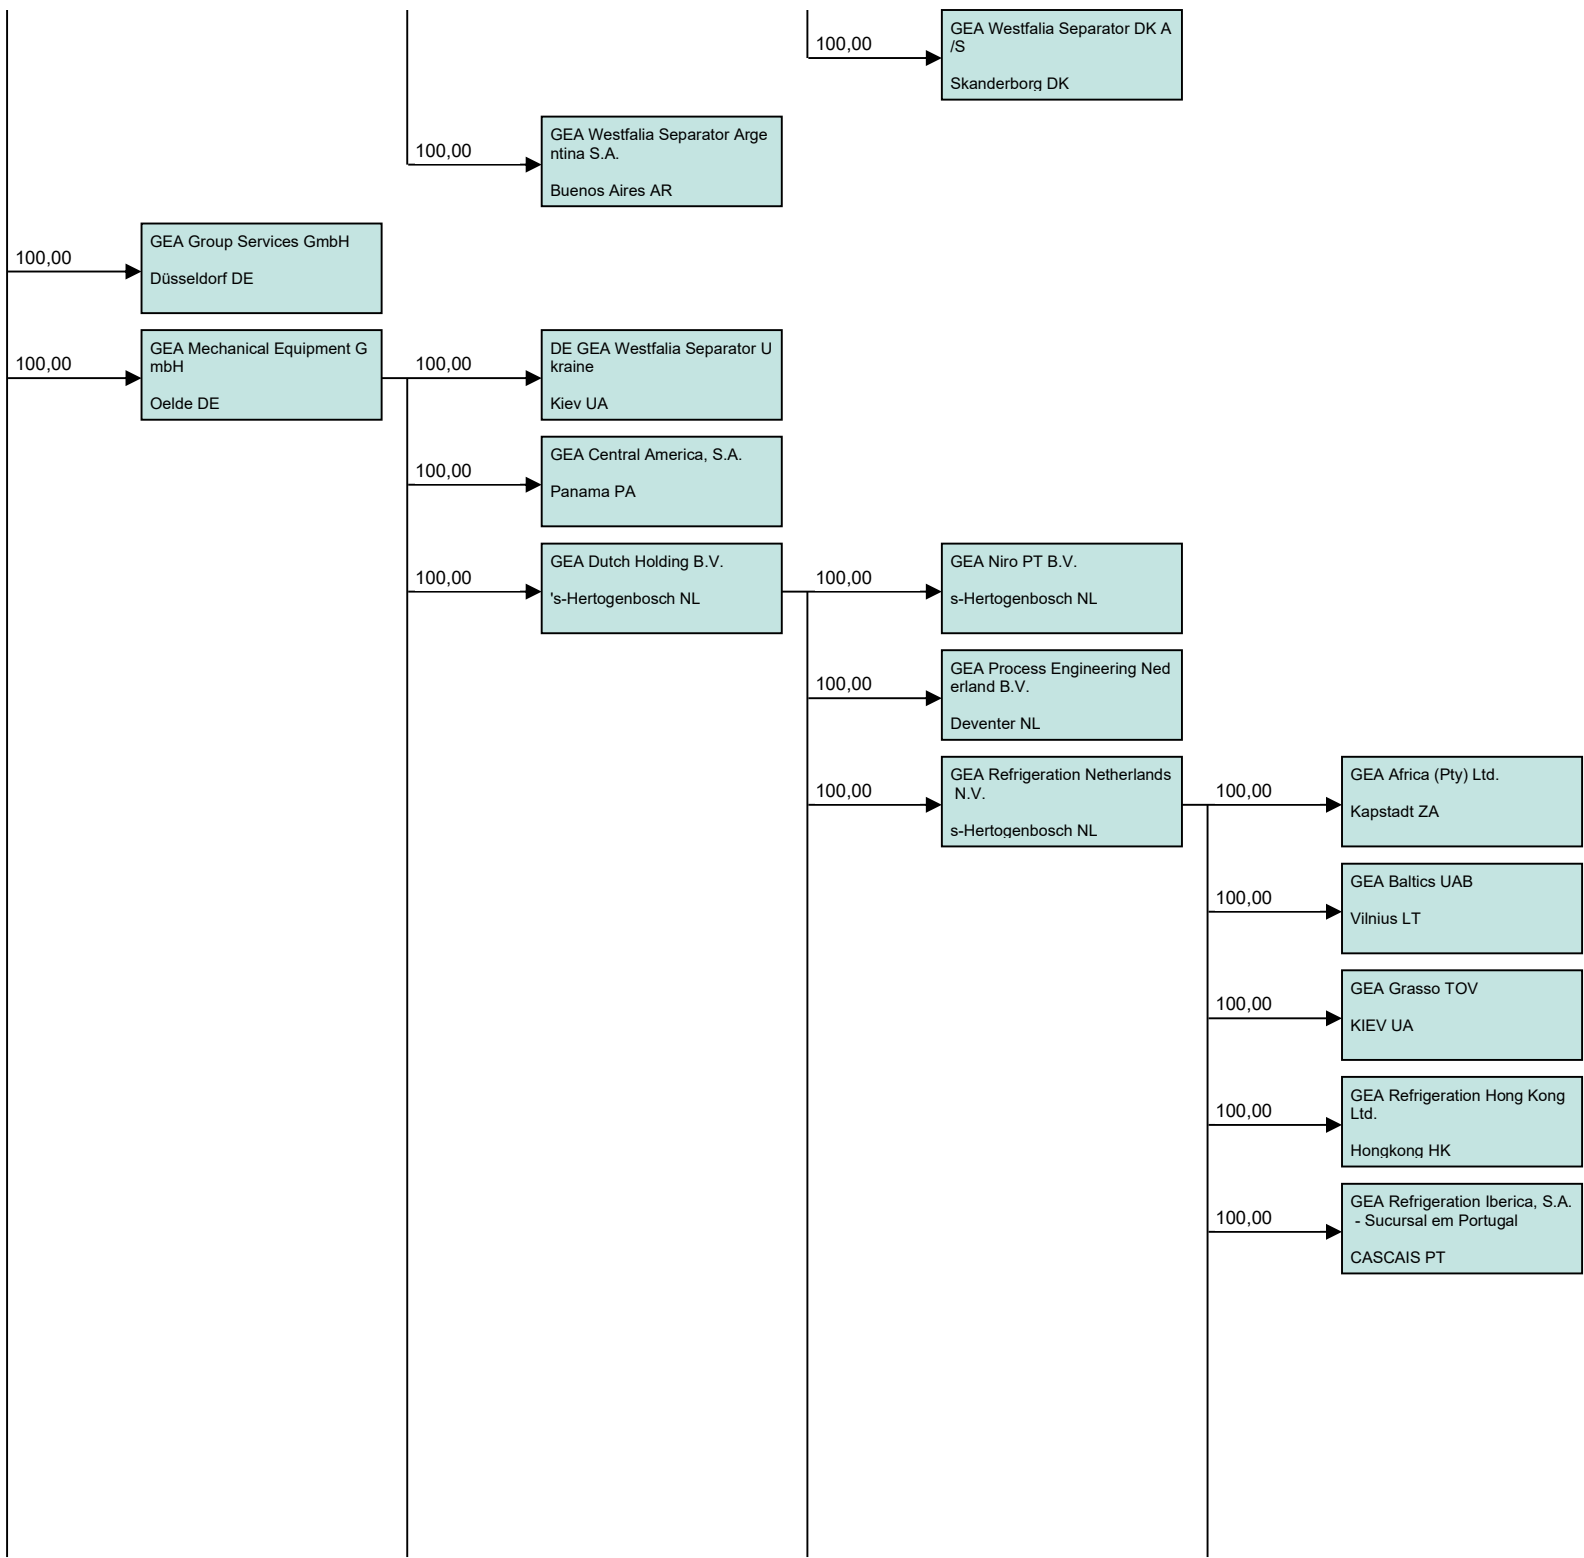 100,00
GEA Westfalia Separator DK A
/S
Skanderborg DK
100,00
GEA Westfalia Separator Arge
ntina S.A.
Buenos Aires AR
100,00
GEA Group Services GmbH
Düsseldorf DE
100,00
GEA Mechanical Equipment G
mbH
Oelde DE
100,00
DE GEA Westfalia Separator U
kraine
Kiev UA
100,00
GEA Central America, S.A.
Panama PA
100,00
GEA Dutch Holding B.V.
's-Hertogenbosch NL
100,00
GEA Niro PT B.V.
s-Hertogenbosch NL
100,00
GEA Process Engineering Ned
erland B.V.
Deventer NL
100,00
GEA Refrigeration Netherlands
N.V.
s-Hertogenbosch NL
100,00
GEA Africa (Pty) Ltd.
Kapstadt ZA
100,00
GEA Baltics UAB
Vilnius LT
100,00
GEA Grasso TOV
KIEV UA
100,00
GEA Refrigeration Hong Kong
Ltd.
Hongkong HK
100,00
GEA Refrigeration Iberica, S.A.
- Sucursal em Portugal
CASCAIS PT